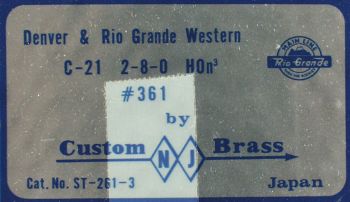 Denver & Rio Grande Western
C-21 2-8-0 HOn³
MAIN LINE
Rio Grande
#361
by
Custom NJ Brass
Cat. No. ST-261-3 Japan